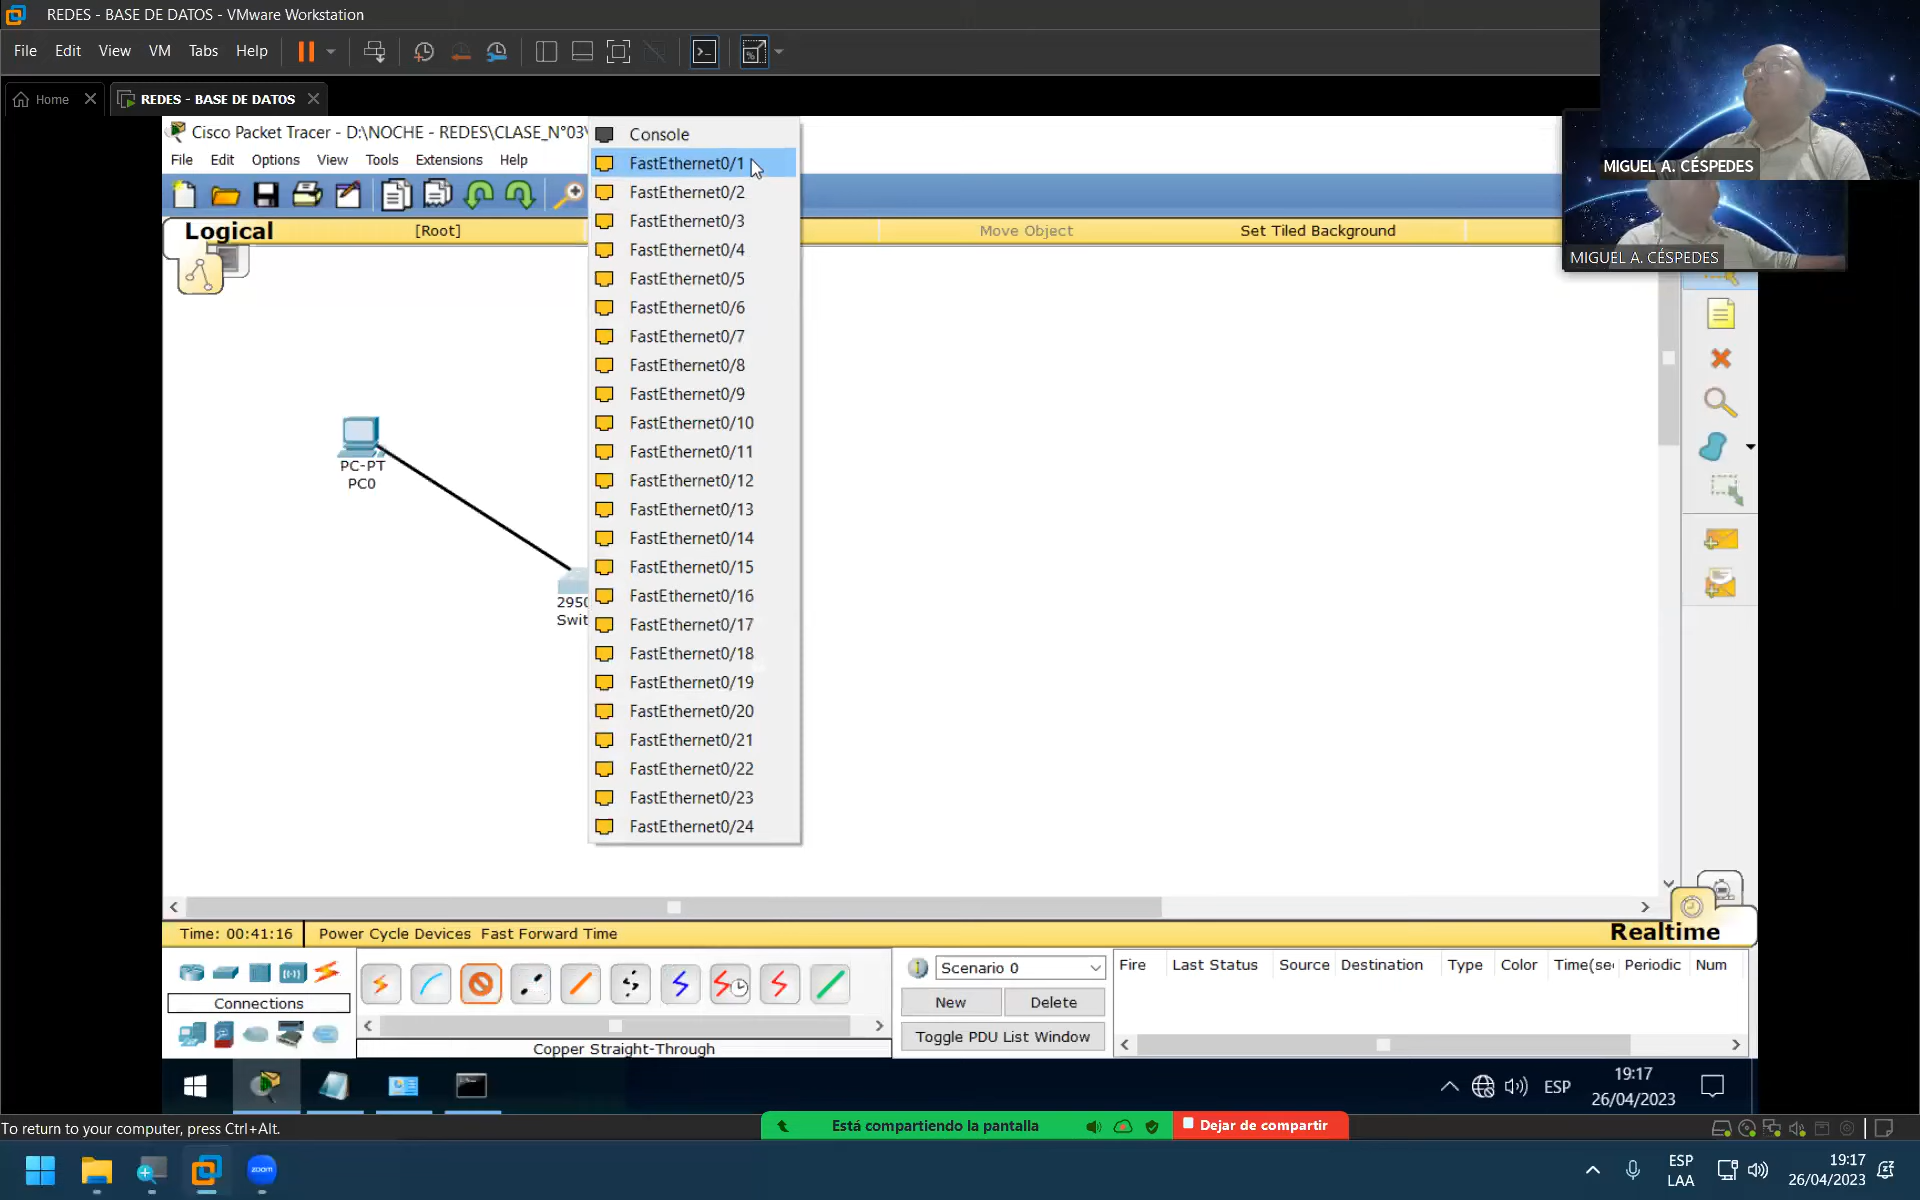 REDES - BASE DE DATOS - VMware Workstation
File Edit View VM Tabs Help
Home
REDES - BASE DE DATOS
MIGUEL A. CÉSPEDES
MIGUEL A. CÉSPEDES
Cisco Packet Tracer - D:\NOCHE - REDES\CLASE_N°03\
File Edit Options View Tools Extensions Help
Logical [Root] Move Object Set Tiled Background
Console
FastEthernet0/1
FastEthernet0/2
FastEthernet0/3
FastEthernet0/4
FastEthernet0/5
FastEthernet0/6
FastEthernet0/7
FastEthernet0/8
FastEthernet0/9
FastEthernet0/10
FastEthernet0/11
FastEthernet0/12
FastEthernet0/13
FastEthernet0/14
FastEthernet0/15
FastEthernet0/16
FastEthernet0/17
FastEthernet0/18
FastEthernet0/19
FastEthernet0/20
FastEthernet0/21
FastEthernet0/22
FastEthernet0/23
FastEthernet0/24
PC-PT
PC0
2950
Swit
Time: 00:41:16 Power Cycle Devices Fast Forward Time
Realtime
Connections
Copper Straight-Through
Scenario 0
New Delete
Toggle PDU List Window
Fire Last Status Source Destination Type Color Time(sec Periodic Num
ESP
19:17
26/04/2023
To return to your computer, press Ctrl+Alt.
Está compartiendo la pantalla
Dejar de compartir
zoom
ESP
LAA
19:17
26/04/2023